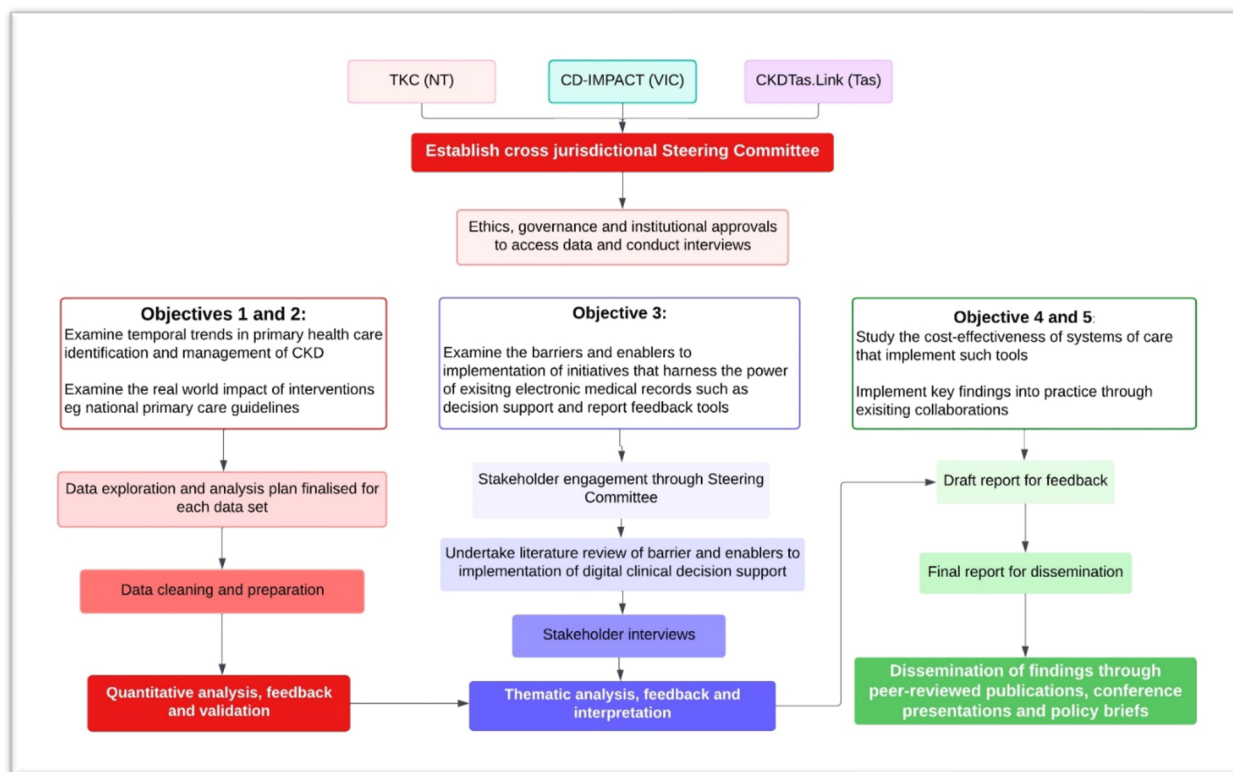 TKC (NT)
CD-IMPACT (VIC)
CKDTas.Link (Tas)
Establish cross jurisdictional Steering Committee
Ethics, governance and institutional approvals
to access data and conduct interviews
Objectives 1 and 2:
Examine temporal trends in primary health care
identification and management of CKD
Examine the real world impact of interventions
eg national primary care guidelines
Data exploration and analysis plan finalised for
each data set
Data cleaning and preparation
Quantitative analysis, feedback
and validation
Objective 3:
Examine the barriers and enablers to
implementation of initiatives that harness the power
of exisitng electronic medical records such as
decision support and report feedback tools
Stakeholder engagement through Steering
Committee
Undertake literature review of barrier and enablers to
implementation of digital clinical decision support
Stakeholder interviews
Thematic analysis, feedback and
interpretation
Objective 4 and 5:
Study the cost-effectiveness of systems of care
that implement such tools
Implement key findings into practice through
exisiting collaborations
Draft report for feedback
Final report for dissemination
Dissemination of findings through
peer-reviewed publications, conference
presentations and policy briefs